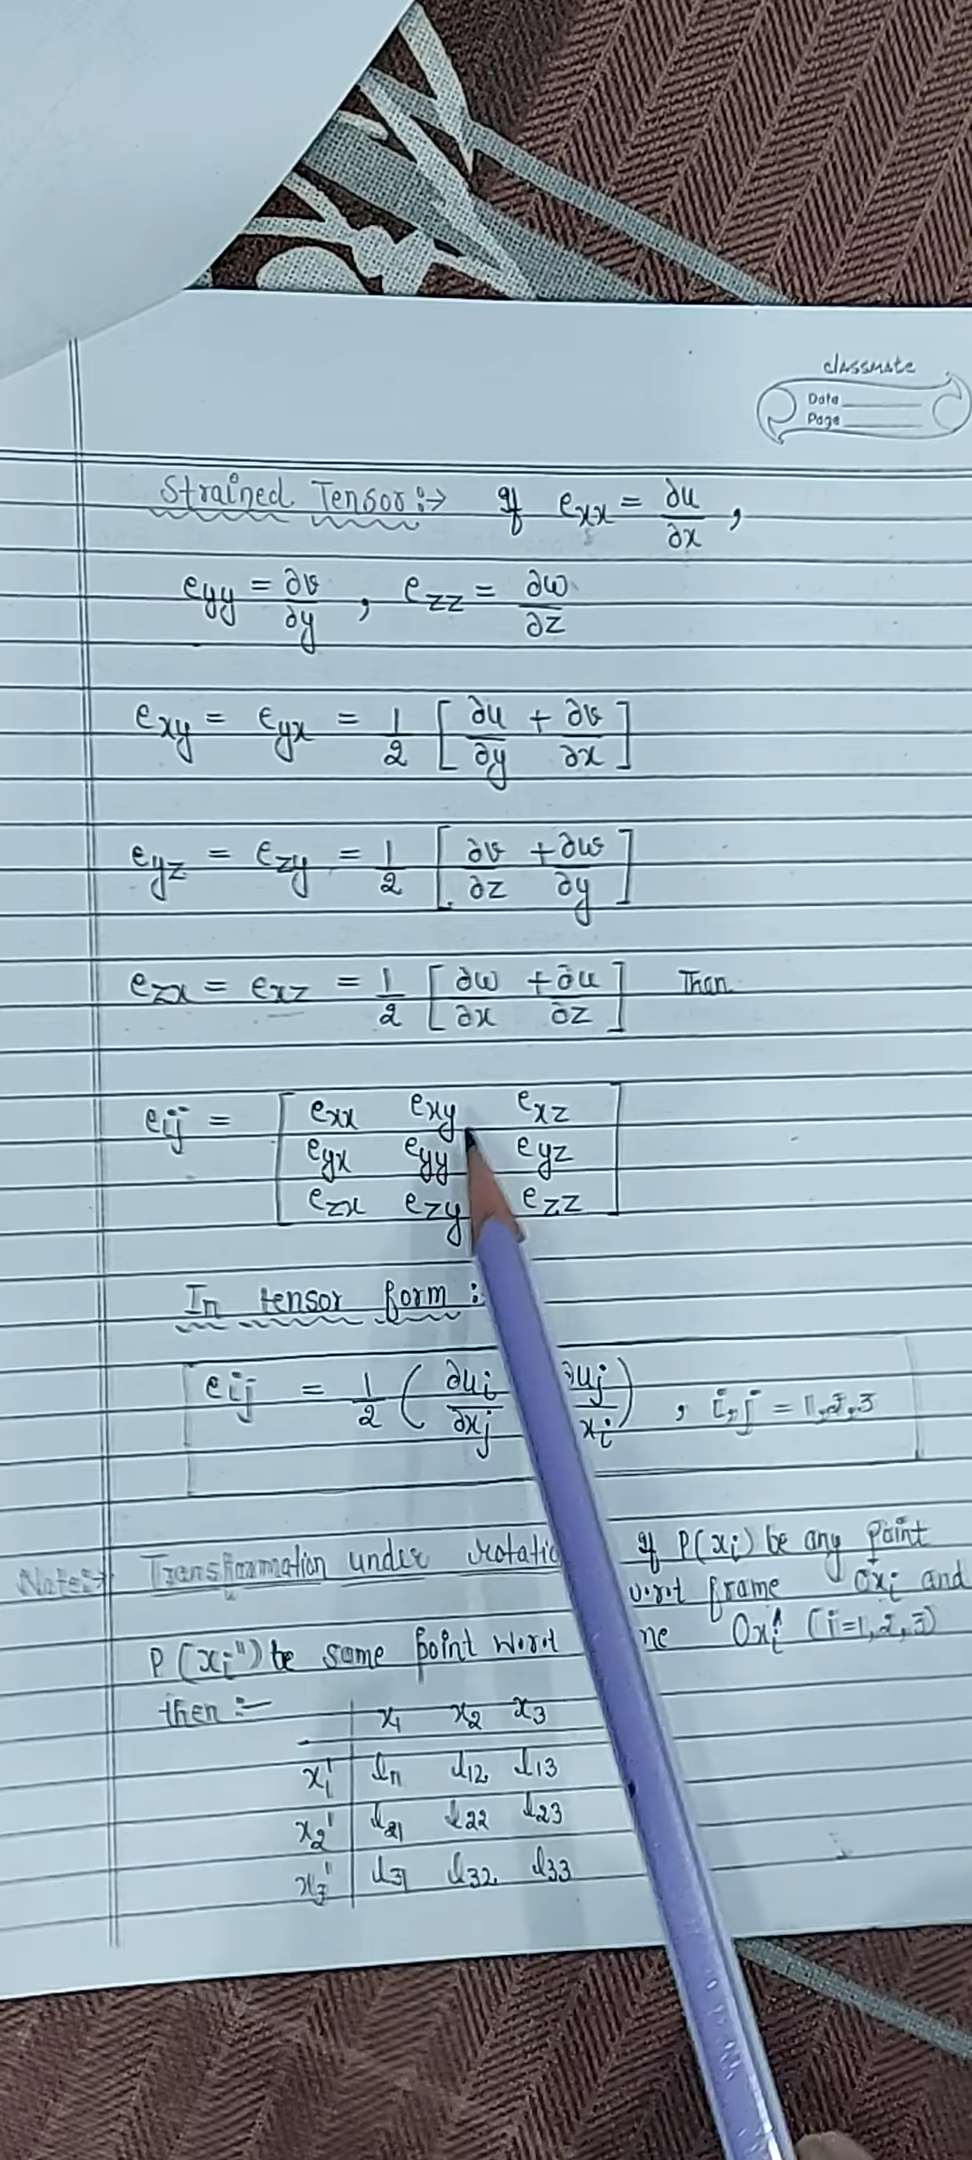 classmate
Date
Page
Strained Tensor :→ If exx = ∂u/∂x ,
eyy = ∂v/∂y , ezz = ∂w/∂z
exy = eyx = 1/2 [ ∂u/∂y + ∂v/∂x ]
eyz = ezy = 1/2 [ ∂v/∂z + ∂w/∂y ]
ezx = exz = 1/2 [ ∂w/∂x + ∂u/∂z ] Then
eij = [ exx exy exz
eyx eyy eyz
ezx ezy ezz ]
In tensor form :
eij = 1/2 ( ∂ui/∂xj ∂uj/xi ) , i, j = 1,2,3
Note:→ Transformation under rotatio If P(xi) be any point
w.r.t frame Oxi and
P (xi'') be same point w.r.t me Oxi' (i=1,2,3)
then :-
x1 x2 x3
x1' l11 l12 l13
x2' l21 l22 l23
x3' l31 l32 l33